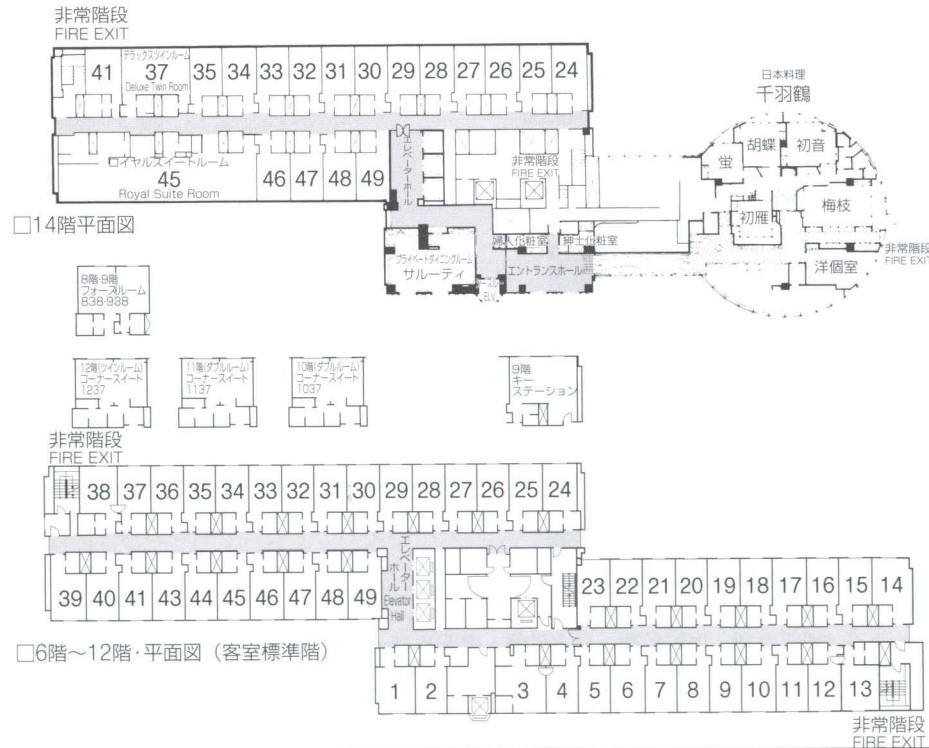 非常階段
FIRE EXIT
41
デラックスツインルーム
37
Deluxe Twin Room
35 34 33 32 31 30 29 28 27 26 25 24
ロイヤルスイートルーム
45
Royal Suite Room
46 47 48 49
エレベーターホール
非常階段
FIRE EXIT
婦人化粧室
紳士化粧室
プライベートダイニングルーム
サルーティ
ELV.
エントランスホール
日本料理
千羽鶴
胡蝶
初音
蛍
梅枝
初雁
洋個室
非常階段
FIRE EXIT
□14階平面図
8階・9階
フォースルーム
838・938
12階(ツインルーム)
コーナースイート
1237
11階(ダブルルーム)
コーナースイート
1137
10階(ダブルルーム)
コーナースイート
1037
9階
キー
ステーション
非常階段
FIRE EXIT
38 37 36 35 34 33 32 31 30 29 28 27 26 25 24
39 40 41 43 44 45 46 47 48 49
エレベーター
ホール
Elevator
Hall
23 22 21 20 19 18 17 16 15 14
1 2 3 4 5 6 7 8 9 10 11 12 13
□6階〜12階・平面図（客室標準階）
非常階段
FIRE EXIT